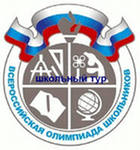 школьный тур
ВСЕРОССИЙСКАЯ ОЛИМПИАДА ШКОЛЬНИКОВ